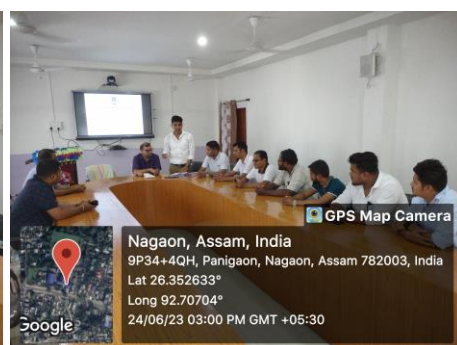 GPS Map Camera
Nagaon, Assam, India
9P34+4QH, Panigaon, Nagaon, Assam 782003, India
Lat 26.352633°
Long 92.70704°
24/06/23 03:00 PM GMT +05:30
Google